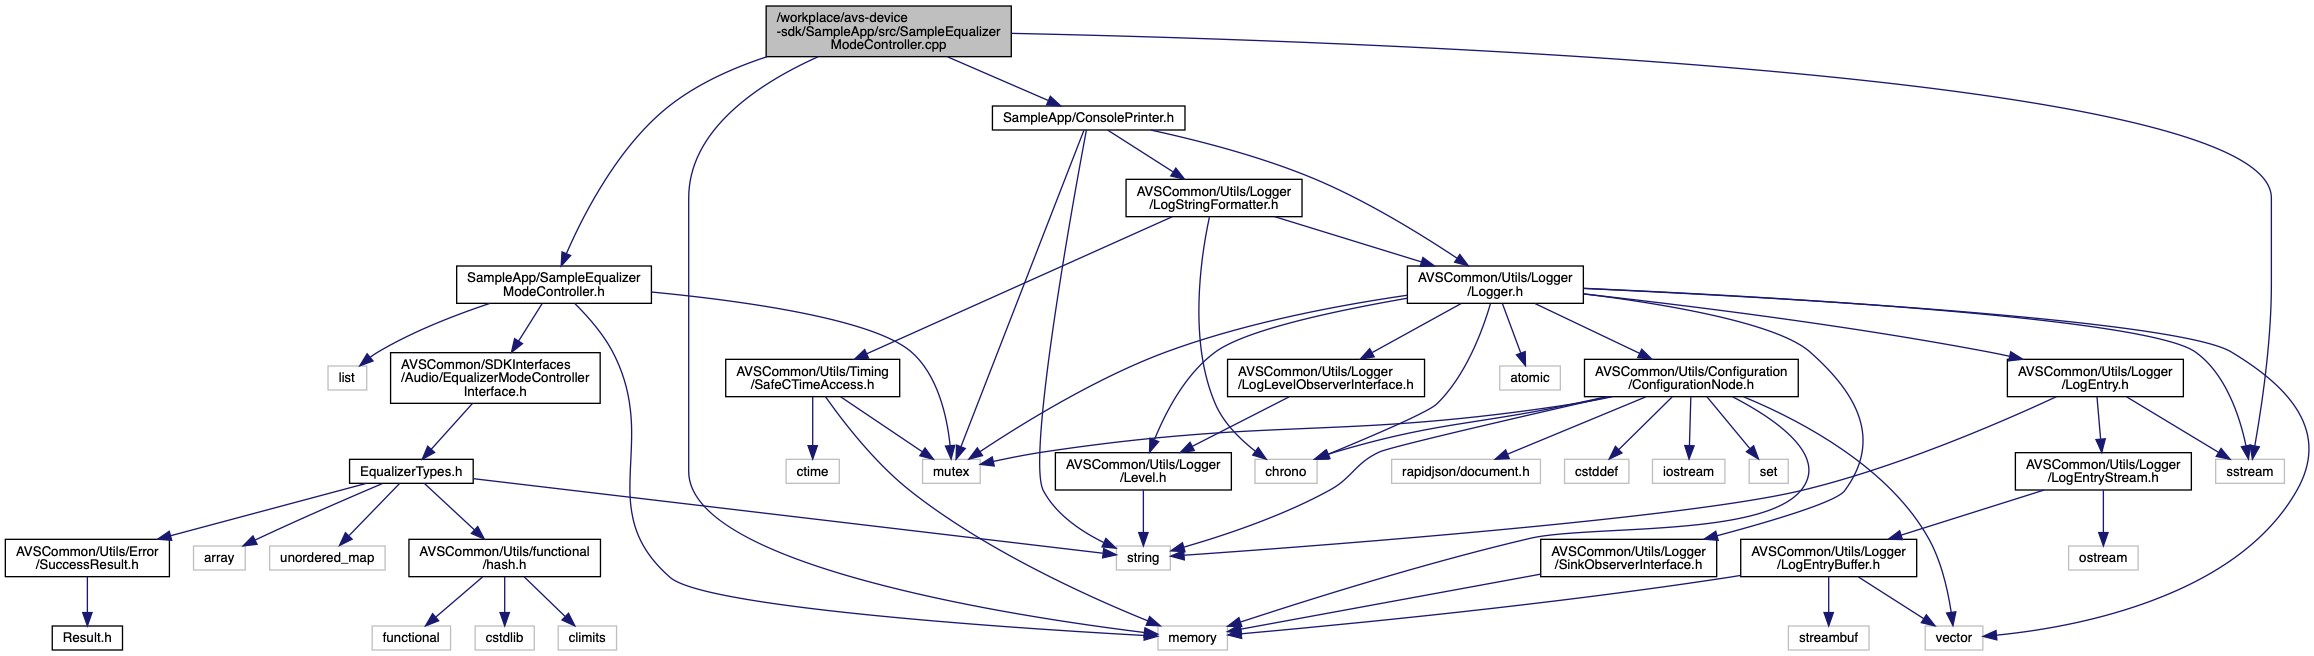 /workplace/avs-device
-sdk/SampleApp/src/SampleEqualizer
ModeController.cpp
SampleApp/ConsolePrinter.h
AVSCommon/Utils/Logger
/LogStringFormatter.h
SampleApp/SampleEqualizer
ModeController.h
AVSCommon/Utils/Logger
/Logger.h
list
AVSCommon/SDKInterfaces
/Audio/EqualizerModeController
Interface.h
AVSCommon/Utils/Timing
/SafeCTimeAccess.h
AVSCommon/Utils/Logger
/LogLevelObserverInterface.h
atomic
AVSCommon/Utils/Configuration
/ConfigurationNode.h
AVSCommon/Utils/Logger
/LogEntry.h
EqualizerTypes.h
ctime
mutex
AVSCommon/Utils/Logger
/Level.h
chrono
rapidjson/document.h
cstddef
iostream
set
AVSCommon/Utils/Logger
/LogEntryStream.h
sstream
AVSCommon/Utils/Error
/SuccessResult.h
array
unordered_map
AVSCommon/Utils/functional
/hash.h
string
AVSCommon/Utils/Logger
/SinkObserverInterface.h
AVSCommon/Utils/Logger
/LogEntryBuffer.h
ostream
Result.h
functional
cstdlib
climits
memory
streambuf
vector